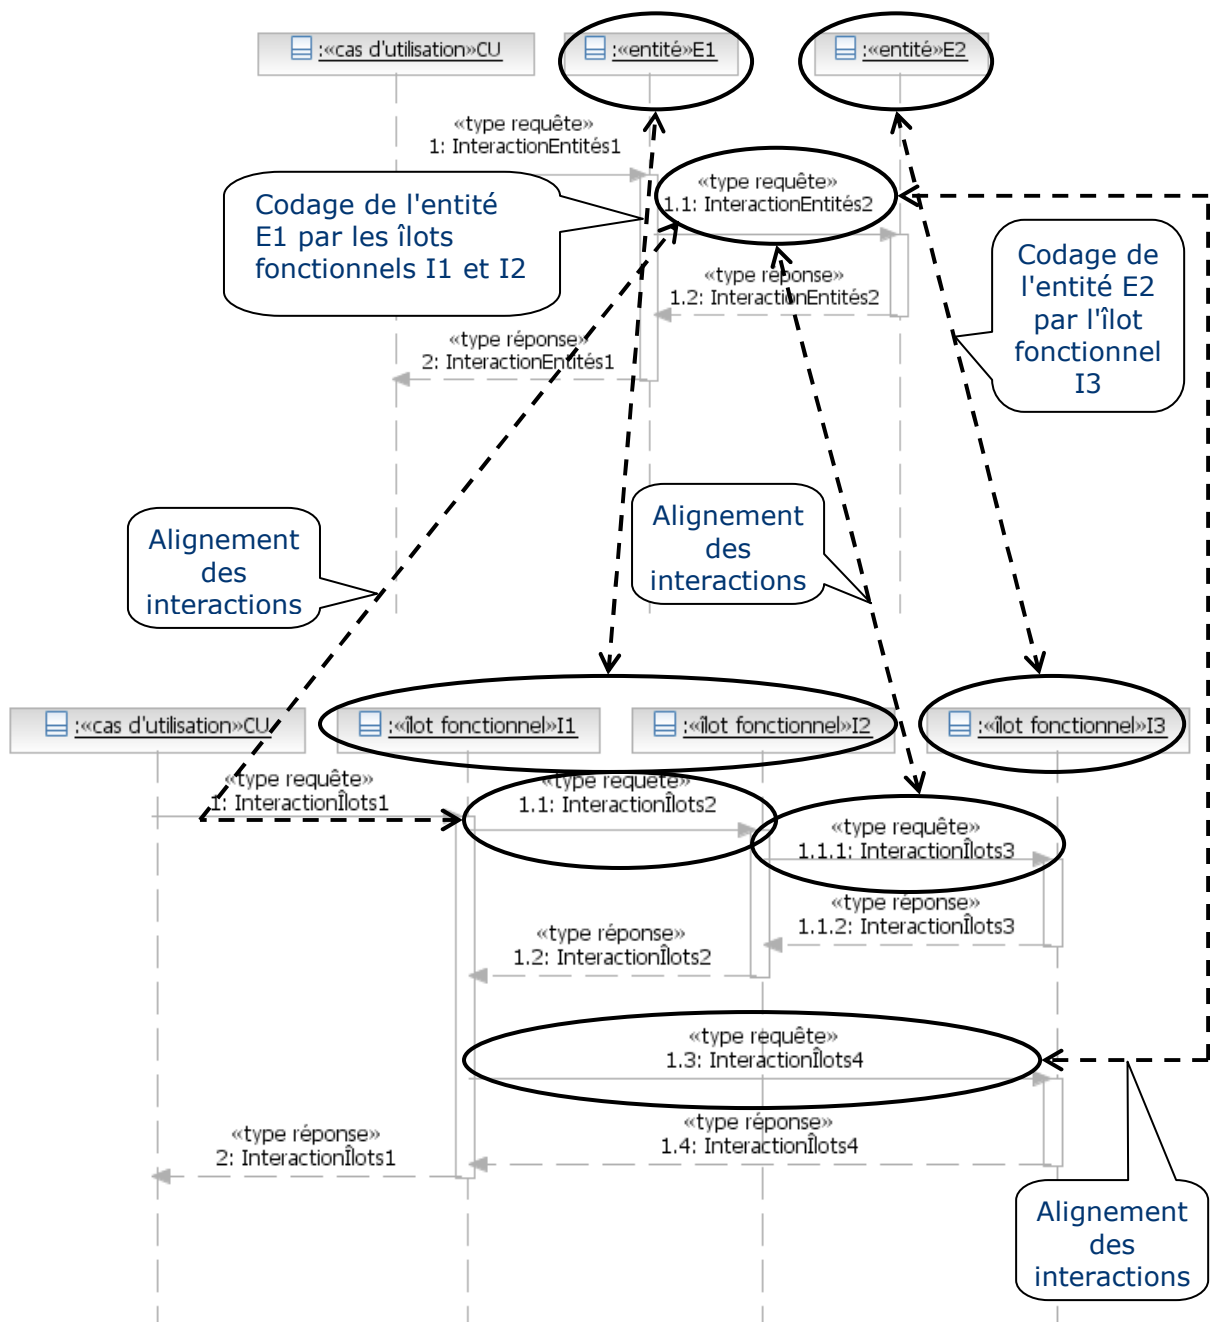 :«cas d'utilisation»CU
:«entité»E1
:«entité»E2
«type requête»
1: InteractionEntités1
«type requête»
1.1: InteractionEntités2
Codage de l'entité
E1 par les îlots
fonctionnels I1 et I2
Codage de
l'entité E2
par l'îlot
fonctionnel
I3
«type réponse»
1.2: InteractionEntités2
«type réponse»
2: InteractionEntités1
Alignement
des
interactions
Alignement
des
interactions
:«cas d'utilisation»CU
:«îlot fonctionnel»I1
:«îlot fonctionnel»I2
:«îlot fonctionnel»I3
«type requête»
1: InteractionÎlots1
«type requête»
1.1: InteractionÎlots2
«type requête»
1.1.1: InteractionÎlots3
«type réponse»
1.1.2: InteractionÎlots3
«type réponse»
1.2: InteractionÎlots2
«type requête»
1.3: InteractionÎlots4
«type réponse»
1.4: InteractionÎlots4
«type réponse»
2: InteractionÎlots1
Alignement
des
interactions